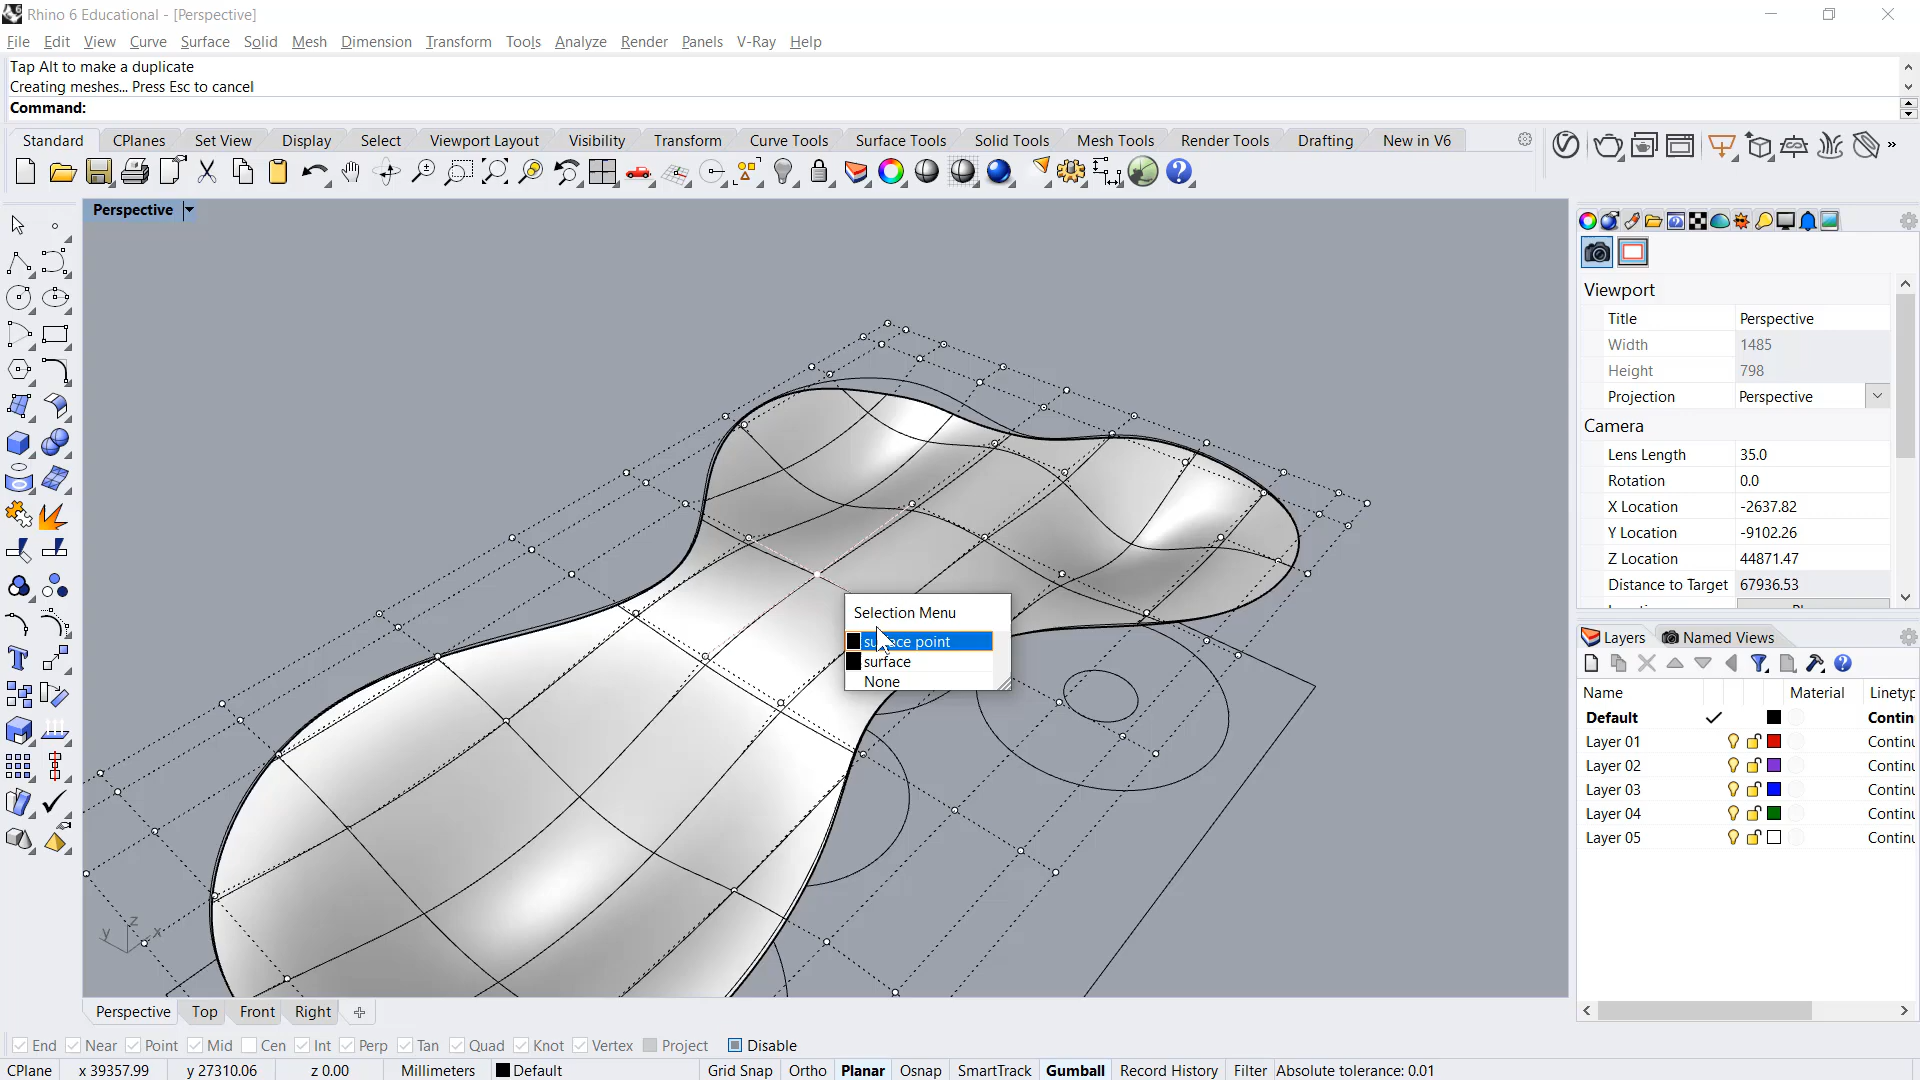 Rhino 6 Educational - [Perspective]
File Edit View Curve Surface Solid Mesh Dimension Transform Tools Analyze Render Panels V-Ray Help
Tap Alt to make a duplicate
Creating meshes... Press Esc to cancel
Command:
Standard CPlanes Set View Display Select Viewport Layout Visibility Transform Curve Tools Surface Tools Solid Tools Mesh Tools Render Tools Drafting New in V6
Perspective
Viewport
Title Perspective
Width 1485
Height 798
Projection Perspective
Camera
Lens Length 35.0
Rotation 0.0
X Location -2637.82
Y Location -9102.26
Z Location 44871.47
Distance to Target 67936.53
Selection Menu
point
surface
None
Layers Named Views
Name Material Linetyp
Default Contin
Layer 01 Continu
Layer 02 Continu
Layer 03 Continu
Layer 04 Continu
Layer 05 Continu
z
y x
Perspective Top Front Right
End Near Point Mid Cen Int Perp Tan Quad Knot Vertex Project Disable
CPlane x 39357.99 y 27310.06 z 0.00 Millimeters Default Grid Snap Ortho Planar Osnap SmartTrack Gumball Record History Filter Absolute tolerance: 0.01